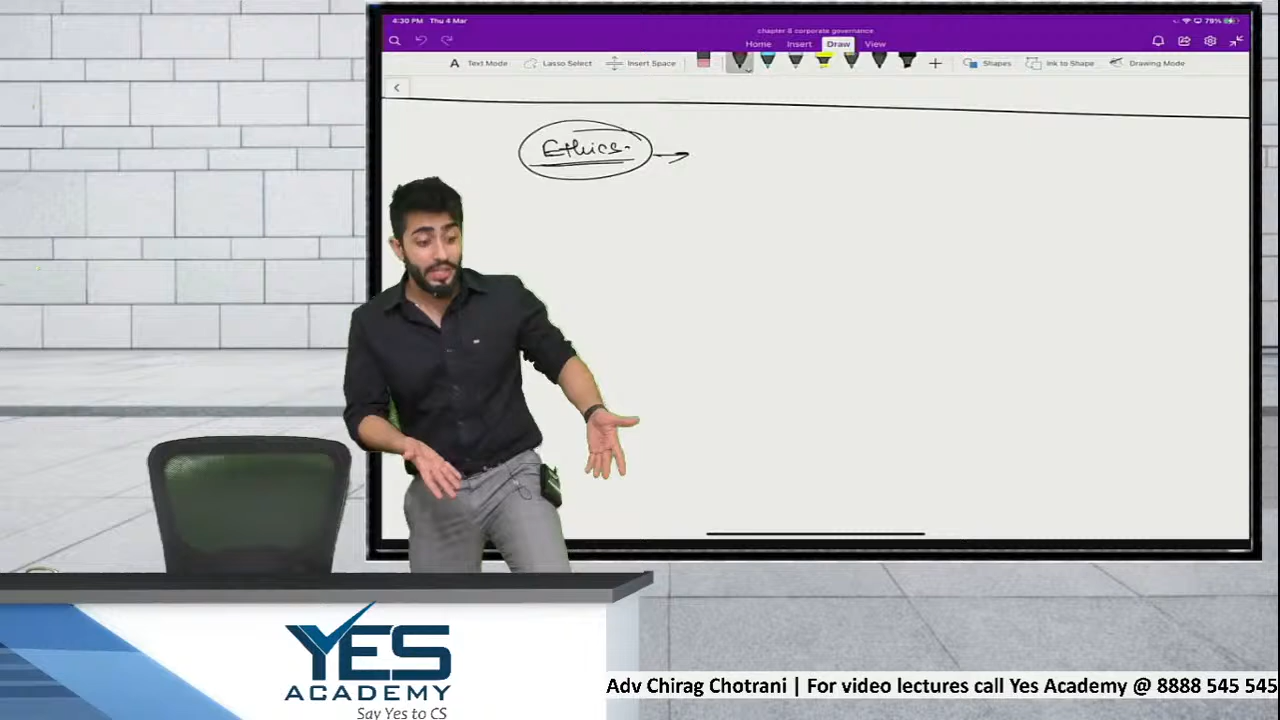 4:30 PM Thu 4 Mar
79%
chapter 8 corporate governance
Home Insert Draw View
A Text Mode Lasso Select Insert Space Shapes Ink to Shape Drawing Mode
Ethics
YES
ACADEMY
Say Yes to CS
Adv Chirag Chotrani | For video lectures call Yes Academy @ 8888 545 545